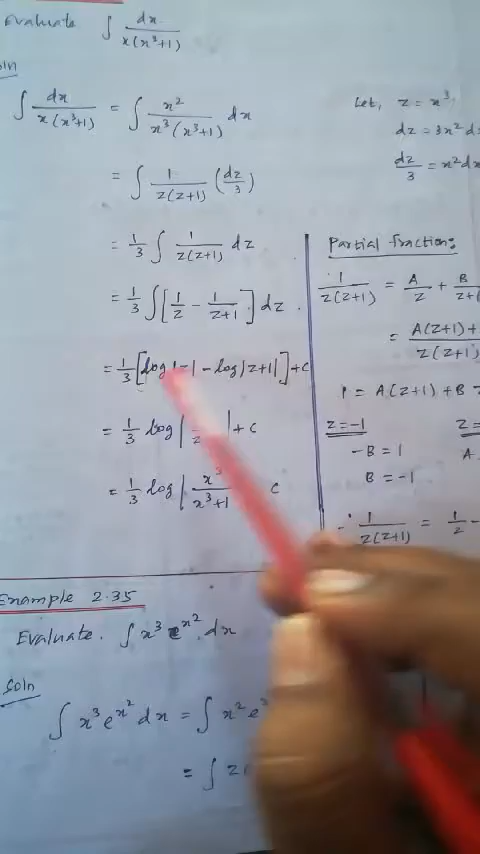 Evaluate ∫ dx / x(x³+1)
Soln
∫ dx / x(x³+1) = ∫ x² / x³(x³+1) dx
Let, z = x³,
dz = 3x² d
dz/3 = x² dx
= ∫ 1 / z(z+1) (dz/3)
= 1/3 ∫ 1 / z(z+1) dz
= 1/3 ∫ [1/z - 1/z+1] dz.
= 1/3 [log |z| - log |z+1|] + c
= 1/3 log | / z | + c
= 1/3 log | x³ / x³+1 c
Partial fraction:
1 / z(z+1) = A/z + B/z+
= A(z+1)+ / z(z+1)
1 = A(z+1) + B
z = -1
z =
-B = 1
A
B = -1
∴ 1 / z(z+1) = 1/z -
Example 2.35
Evaluate. ∫ x³ e^x². dx
Soln
∫ x³ e^x² dx = ∫ x² e
= ∫ z